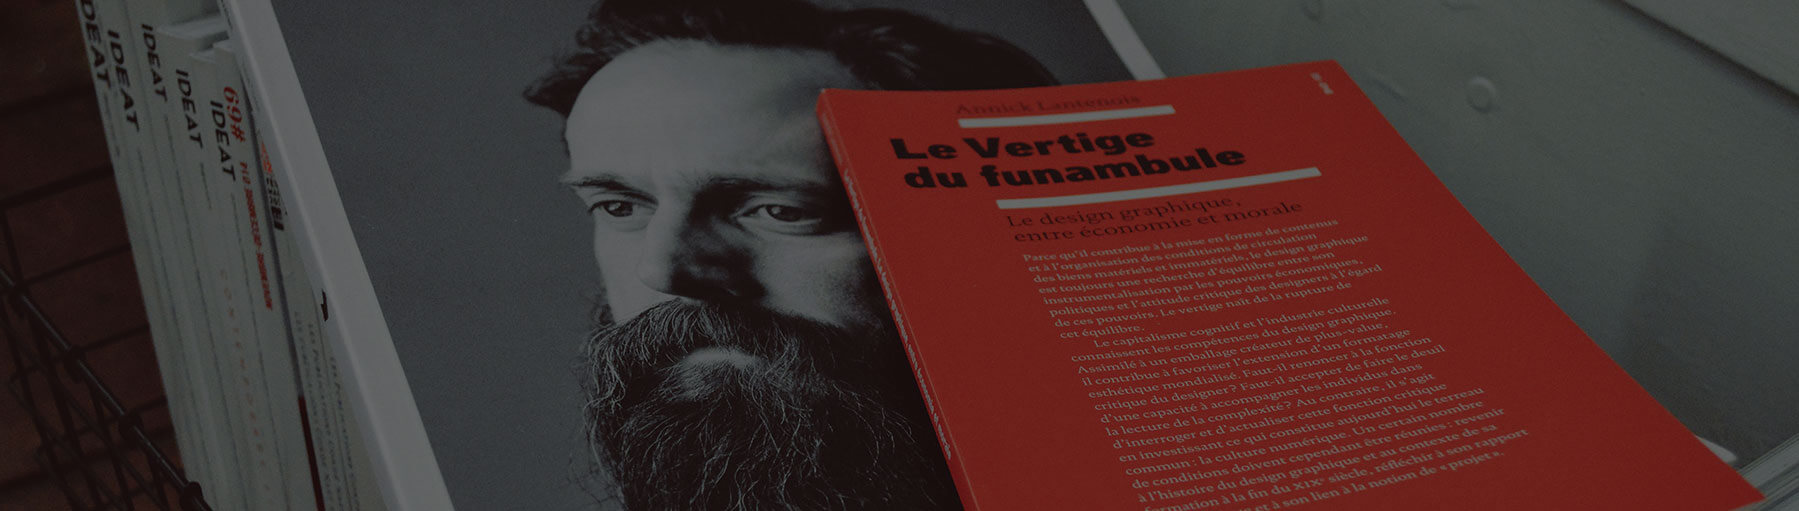 IDEAT
IDEAT
IDEAT
IDEAT
69#
IDEAT
Annick Lantenois
Le Vertige
du funambule
Le design graphique,
entre économie et morale
Parce qu'il contribue à la mise en forme de contenus
et à l'organisation des conditions de circulation
des biens matériels et immatériels, le design graphique
est toujours une recherche d'équilibre entre son
instrumentalisation par les pouvoirs économiques,
politiques et l'attitude critique des designers à l'égard
de ces pouvoirs. Le vertige naît de la rupture de
cet équilibre.
Le capitalisme cognitif et l'industrie culturelle
connaissent les compétences du design graphique.
Assimilé à un emballage créateur de plus-value,
il contribue à favoriser l'extension d'un formatage
esthétique mondialisé. Faut-il renoncer à la fonction
critique du designer ? Faut-il accepter de faire le deuil
d'une capacité à accompagner les individus dans
la lecture de la complexité ? Au contraire, il s'agit
d'interroger et d'actualiser cette fonction critique
en investissant ce qui constitue aujourd'hui le terreau
commun : la culture numérique. Un certain nombre
de conditions doivent cependant être réunies : revenir
à l'histoire du design graphique et au contexte de sa
formation à la fin du XIXe siècle, réfléchir à son rapport
et à son lien à la notion de « projet ».